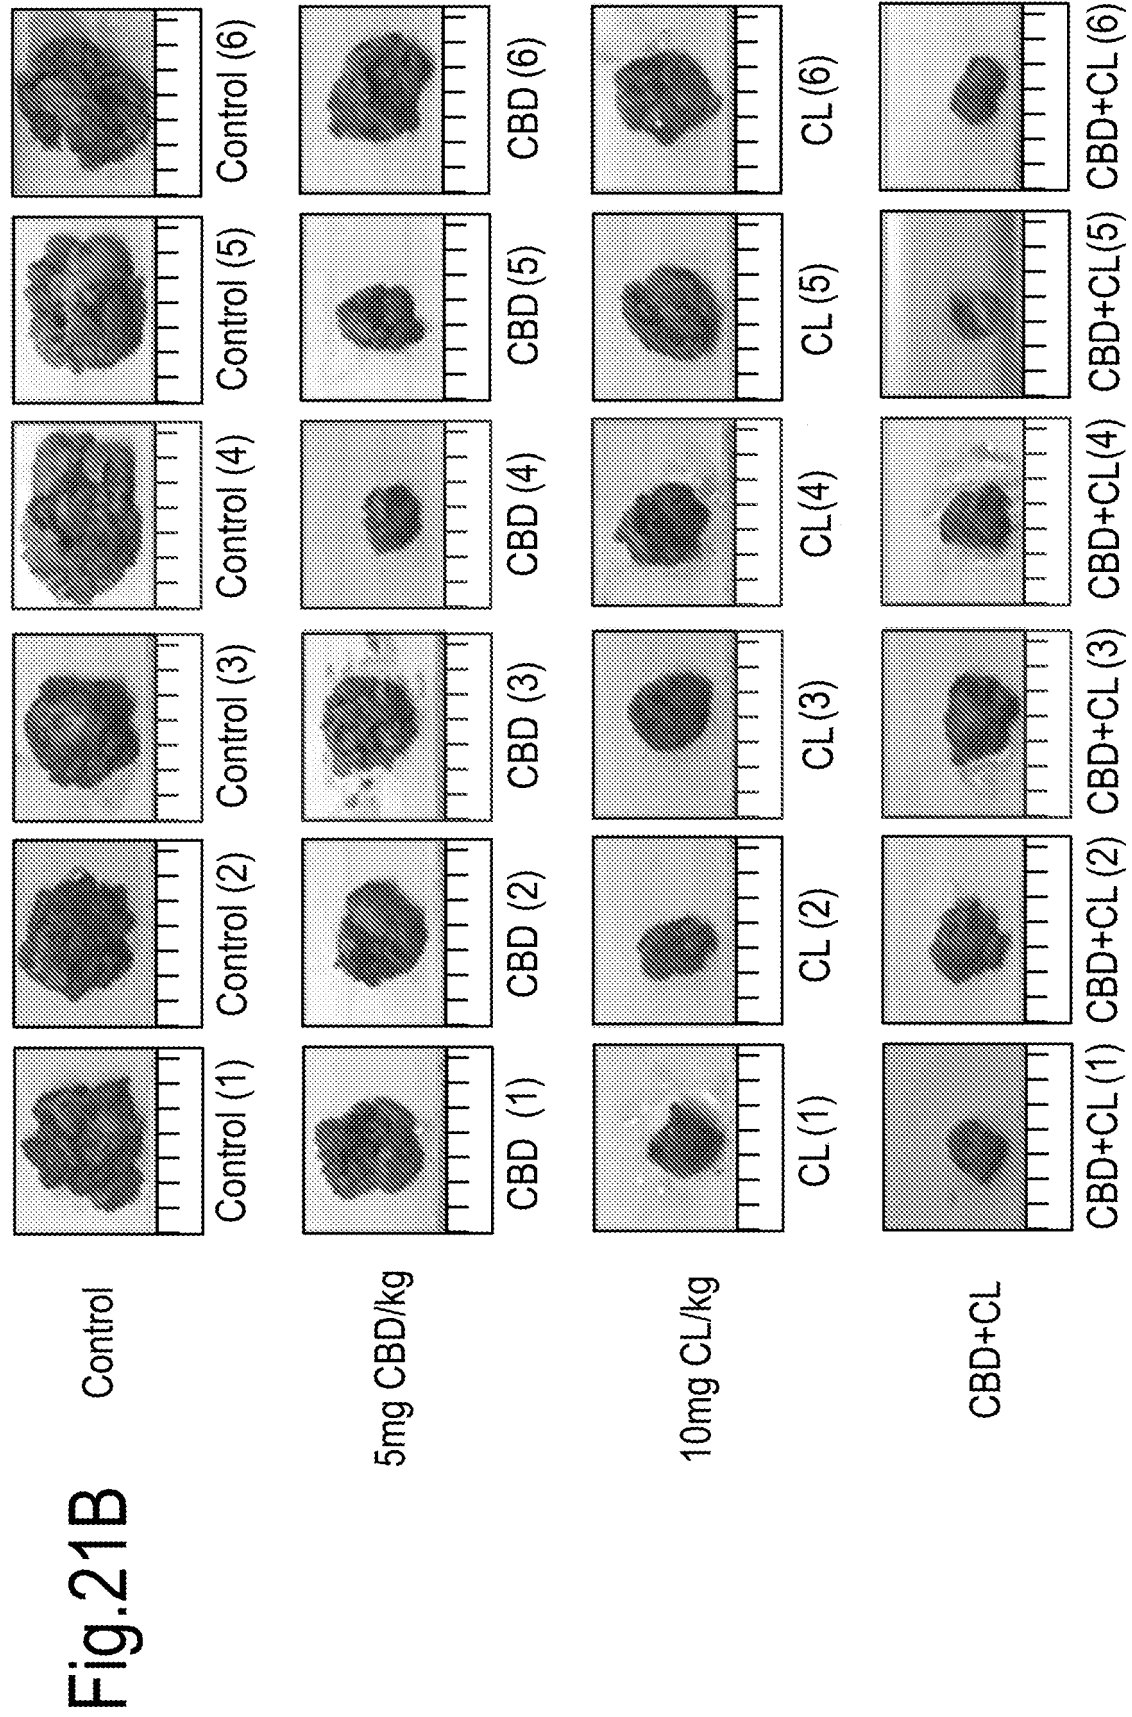 Fig.21B
Control
Control (1) Control (2) Control (3) Control (4) Control (5) Control (6)
5mg CBD/kg
CBD (1) CBD (2) CBD (3) CBD (4) CBD (5) CBD (6)
10mg CL/kg
CL (1) CL (2) CL (3) CL(4) CL (5) CL (6)
CBD+CL
CBD+CL (1) CBD+CL (2) CBD+CL (3) CBD+CL(4) CBD+CL(5) CBD+CL (6)